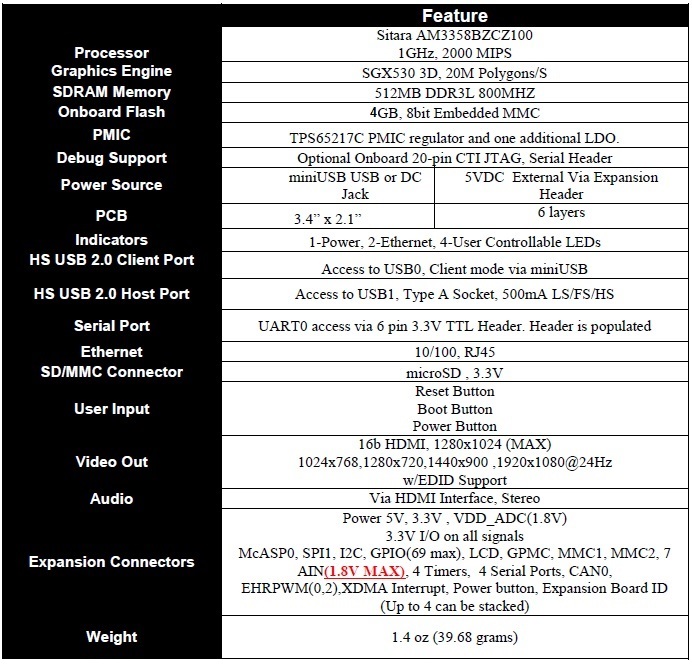 Feature
Processor
Sitara AM3358BZCZ100
1GHz, 2000 MIPS
Graphics Engine
SGX530 3D, 20M Polygons/S
SDRAM Memory
512MB DDR3L 800MHZ
Onboard Flash
4GB, 8bit Embedded MMC
PMIC
TPS65217C PMIC regulator and one additional LDO.
Debug Support
Optional Onboard 20-pin CTI JTAG, Serial Header
Power Source
miniUSB USB or DC
Jack
5VDC External Via Expansion
Header
PCB
3.4” x 2.1”
6 layers
Indicators
1-Power, 2-Ethernet, 4-User Controllable LEDs
HS USB 2.0 Client Port
Access to USB0, Client mode via miniUSB
HS USB 2.0 Host Port
Access to USB1, Type A Socket, 500mA LS/FS/HS
Serial Port
UART0 access via 6 pin 3.3V TTL Header. Header is populated
Ethernet
10/100, RJ45
SD/MMC Connector
microSD , 3.3V
User Input
Reset Button
Boot Button
Power Button
Video Out
16b HDMI, 1280x1024 (MAX)
1024x768,1280x720,1440x900 ,1920x1080@24Hz
w/EDID Support
Audio
Via HDMI Interface, Stereo
Expansion Connectors
Power 5V, 3.3V , VDD_ADC(1.8V)
3.3V I/O on all signals
McASP0, SPI1, I2C, GPIO(69 max), LCD, GPMC, MMC1, MMC2, 7
AIN(1.8V MAX), 4 Timers, 4 Serial Ports, CAN0,
EHRPWM(0,2),XDMA Interrupt, Power button, Expansion Board ID
(Up to 4 can be stacked)
Weight
1.4 oz (39.68 grams)